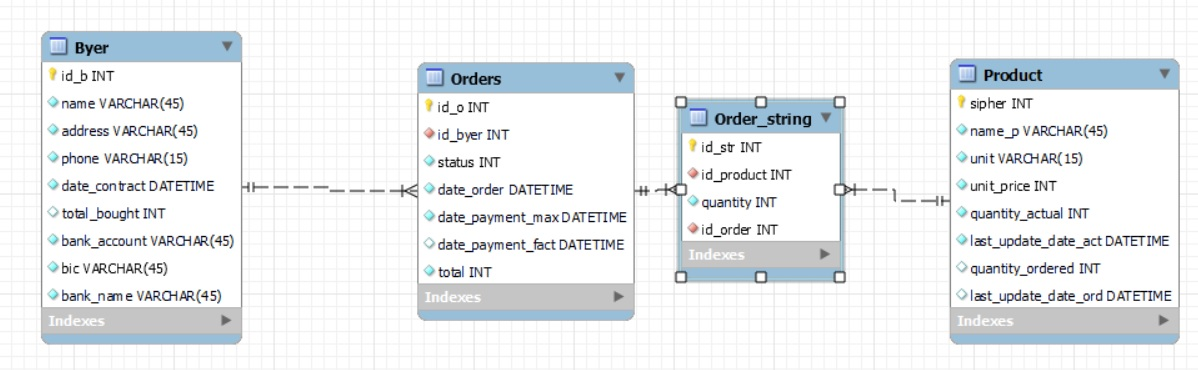 Byer
id_b INT
name VARCHAR(45)
address VARCHAR(45)
phone VARCHAR(15)
date_contract DATETIME
total_bought INT
bank_account VARCHAR(45)
bic VARCHAR(45)
bank_name VARCHAR(45)
Indexes
Orders
id_o INT
id_byer INT
status INT
date_order DATETIME
date_payment_max DATETIME
date_payment_fact DATETIME
total INT
Indexes
Order_string
id_str INT
id_product INT
quantity INT
id_order INT
Indexes
Product
sipher INT
name_p VARCHAR(45)
unit VARCHAR(15)
unit_price INT
quantity_actual INT
last_update_date_act DATETIME
quantity_ordered INT
last_update_date_ord DATETIME
Indexes